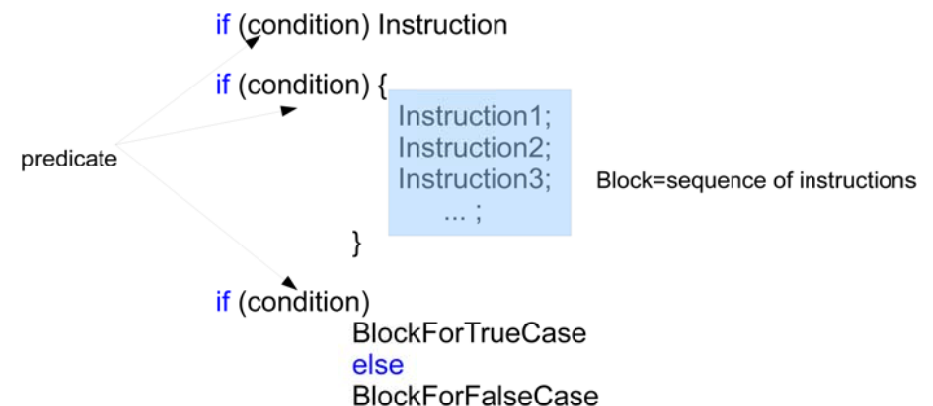 if (condition) Instruction
if (condition) {
Instruction1;
Instruction2;
predicate
Instruction3;
Block=sequence of instructions
... ;
}
if (condition)
BlockForTrueCase
else
BlockForFalseCase